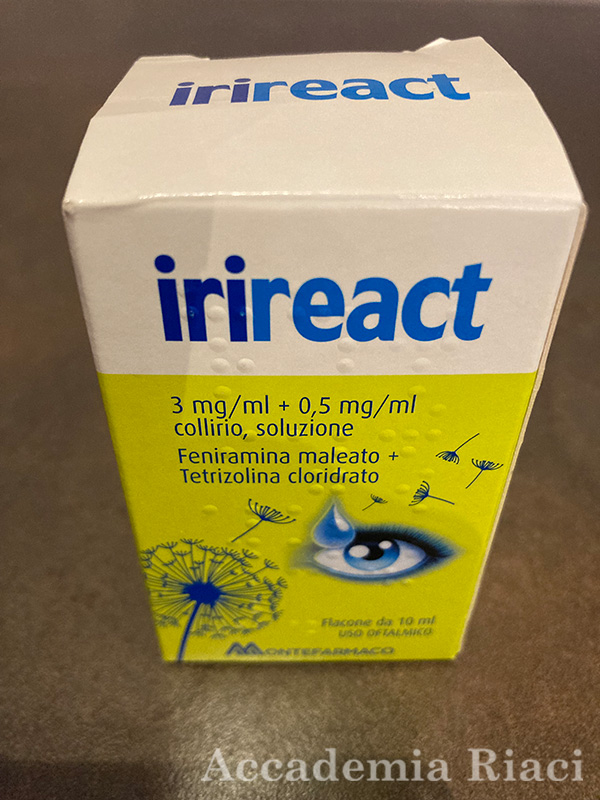 irireact
irireact
3 mg/ml + 0,5 mg/ml
collirio, soluzione
Feniramina maleato +
Tetrizolina cloridrato
Flacone da 10 ml
USO OFTALMICO
MONTEFARMACO
Accademia Riaci